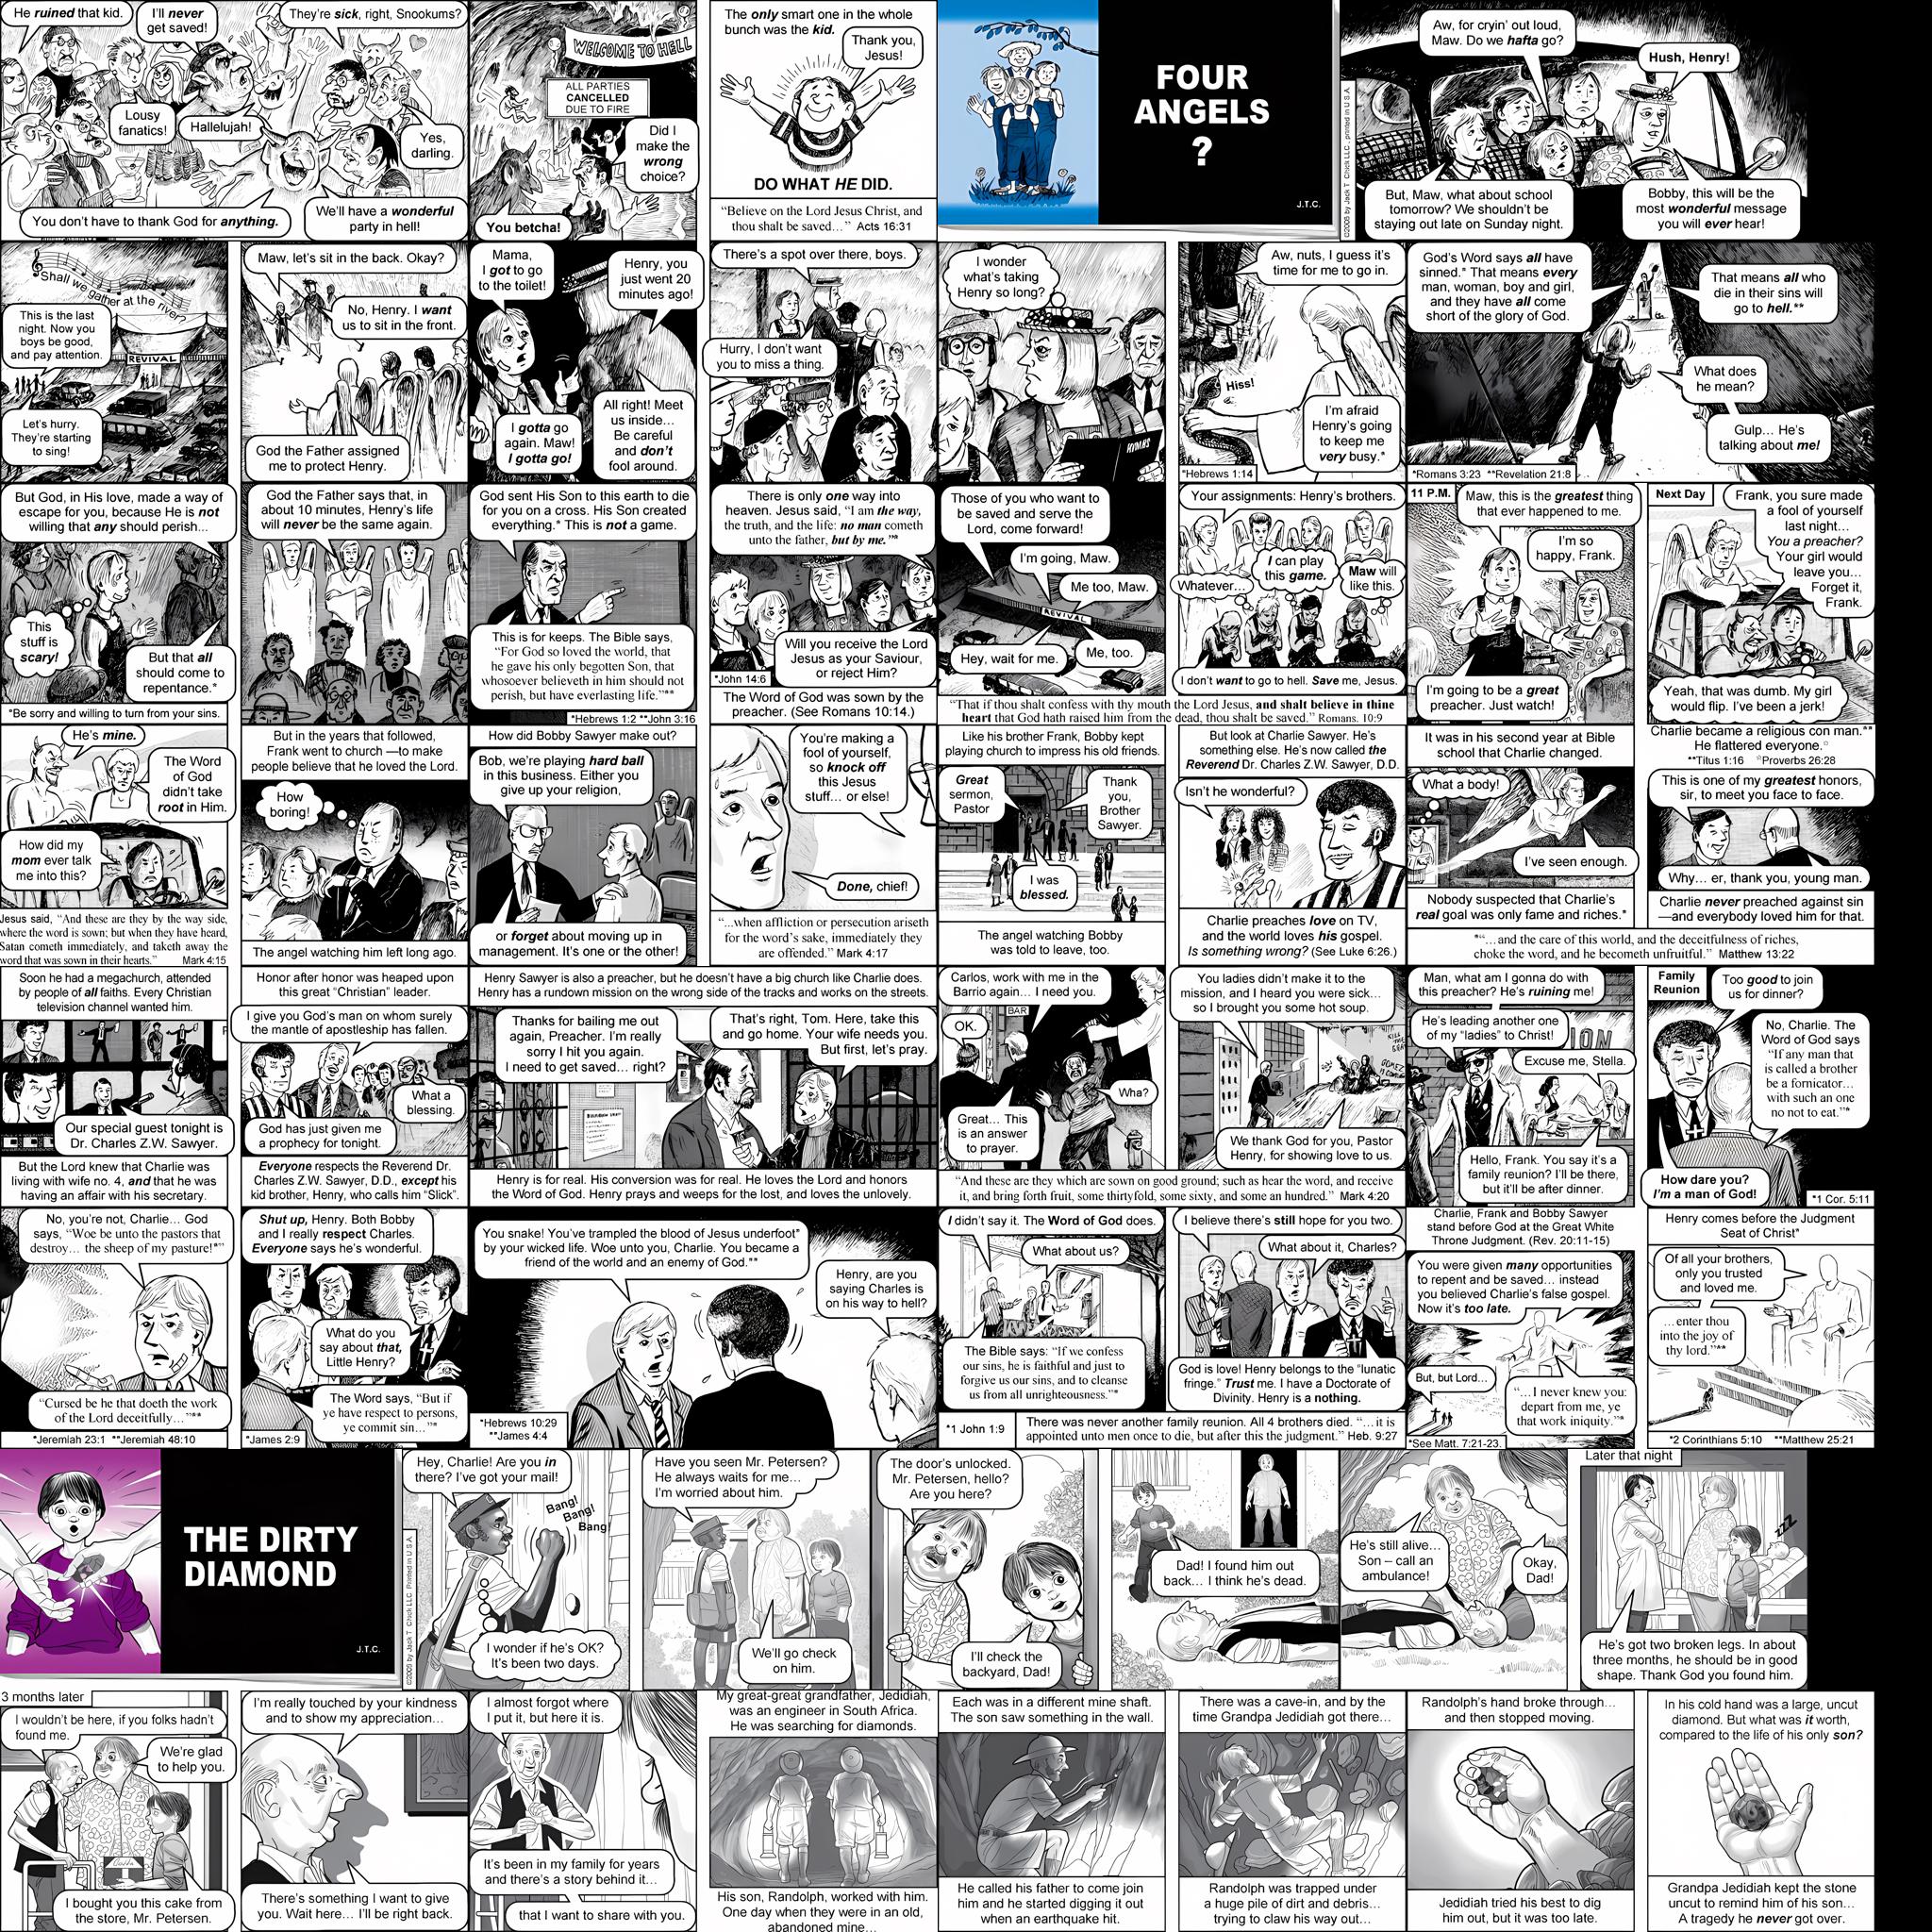 He ruined that kid.
I'll never
get saved!
They're sick, right, Snookums?
Lousy
fanatics!
Hallelujah!
Yes,
darling.
You don't have to thank God for anything.
We'll have a wonderful
party in hell!
WELCOME TO HELL
ALL PARTIES
CANCELLED
DUE TO FIRE
Did I
make the
wrong
choice?
You betcha!
The only smart one in the whole
bunch was the kid.
Thank you,
Jesus!
DO WHAT HE DID.
"Believe on the Lord Jesus Christ, and
thou shalt be saved…" Acts 16:31
FOUR
ANGELS
?
J.T.C.
©2005 by Jack T. Chick LLC. printed in U.S.A.
Aw, for cryin' out loud,
Maw. Do we hafta go?
Hush, Henry!
But, Maw, what about school
tomorrow? We shouldn't be
staying out late on Sunday night.
Bobby, this will be the
most wonderful message
you will ever hear!
Shall we gather at the river?
This is the last
night. Now you
boys be good,
and pay attention.
REVIVAL
Let's hurry.
They're starting
to sing!
Maw, let's sit in the back. Okay?
No, Henry. I want
us to sit in the front.
God the Father assigned
me to protect Henry.
Mama,
I got to go
to the toilet!
Henry, you
just went 20
minutes ago!
I gotta go
again. Maw!
I gotta go!
All right! Meet
us inside…
Be careful
and don't
fool around.
There's a spot over there, boys.
Hurry, I don't want
you to miss a thing.
I wonder
what's taking
Henry so long?
HYMNS
Aw, nuts, I guess it's
time for me to go in.
Hiss!
I'm afraid
Henry's going
to keep me
very busy.*
*Hebrews 1:14
God's Word says all have
sinned.* That means every
man, woman, boy and girl,
and they have all come
short of the glory of God.
That means all who
die in their sins will
go to hell.**
What does
he mean?
Gulp… He's
talking about me!
*Romans 3:23 **Revelation 21:8
But God, in His love, made a way of
escape for you, because He is not
willing that any should perish…
This
stuff is
scary!
But that all
should come to
repentance.*
*Be sorry and willing to turn from your sins.
God the Father says that, in
about 10 minutes, Henry's life
will never be the same again.
God sent His Son to this earth to die
for you on a cross. His Son created
everything.* This is not a game.
This is for keeps. The Bible says,
"For God so loved the world, that
he gave his only begotten Son, that
whosoever believeth in him should not
perish, but have everlasting life."**
*Hebrews 1:2 **John 3:16
There is only one way into
heaven. Jesus said, "I am the way,
the truth, and the life: no man cometh
unto the father, but by me."*
Will you receive the Lord
Jesus as your Saviour,
or reject Him?
*John 14:6
The Word of God was sown by the
preacher. (See Romans 10:14.)
Those of you who want to
be saved and serve the
Lord, come forward!
I'm going, Maw.
Me too, Maw.
REVIVAL
Hey, wait for me.
Me, too.
Your assignments: Henry's brothers.
Whatever…
I can play
this game.
Maw will
like this.
I don't want to go to hell. Save me, Jesus.
"That if thou shalt confess with thy mouth the Lord Jesus, and shalt believe in thine
heart that God hath raised him from the dead, thou shalt be saved." Romans. 10:9
11 P.M.
Maw, this is the greatest thing
that ever happened to me.
I'm so
happy, Frank.
I'm going to be a great
preacher. Just watch!
Next Day
Frank, you sure made
a fool of yourself
last night…
You a preacher?
Your girl would
leave you…
Forget it,
Frank.
Yeah, that was dumb. My girl
would flip. I've been a jerk!
He's mine.
The Word
of God
didn't take
root in Him.
How did my
mom ever talk
me into this?
Jesus said, "And these are they by the way side,
where the word is sown; but when they have heard,
Satan cometh immediately, and taketh away the
word that was sown in their hearts." Mark 4:15
But in the years that followed,
Frank went to church —to make
people believe that he loved the Lord.
How
boring!
The angel watching him left long ago.
How did Bobby Sawyer make out?
Bob, we're playing hard ball
in this business. Either you
give up your religion,
or forget about moving up in
management. It's one or the other!
You're making a
fool of yourself,
so knock off
this Jesus
stuff… or else!
Done, chief!
"…when affliction or persecution ariseth
for the word's sake, immediately they
are offended." Mark 4:17
Like his brother Frank, Bobby kept
playing church to impress his old friends.
Great
sermon,
Pastor
Thank
you,
Brother
Sawyer.
I was
blessed.
The angel watching Bobby
was told to leave, too.
But look at Charlie Sawyer. He's
something else. He's now called the
Reverend Dr. Charles Z.W. Sawyer, D.D.
Isn't he wonderful?
Charlie preaches love on TV,
and the world loves his gospel.
Is something wrong? (See Luke 6:26.)
It was in his second year at Bible
school that Charlie changed.
What a body!
I've seen enough.
Nobody suspected that Charlie's
real goal was only fame and riches.*
Charlie became a religious con man.**
He flattered everyone.☆
**Titus 1:16 ☆Proverbs 26:28
This is one of my greatest honors,
sir, to meet you face to face.
Why… er, thank you, young man.
Charlie never preached against sin
—and everybody loved him for that.
*"…and the care of this world, and the deceitfulness of riches,
choke the word, and he becometh unfruitful." Matthew 13:22
Soon he had a megachurch, attended
by people of all faiths. Every Christian
television channel wanted him.
Our special guest tonight is
Dr. Charles Z.W. Sawyer.
But the Lord knew that Charlie was
living with wife no. 4, and that he was
having an affair with his secretary.
Honor after honor was heaped upon
this great "Christian" leader.
I give you God's man on whom surely
the mantle of apostleship has fallen.
What a
blessing.
God has just given me
a prophecy for tonight.
Everyone respects the Reverend Dr.
Charles Z.W. Sawyer, D.D., except his
kid brother, Henry, who calls him "Slick".
Henry Sawyer is also a preacher, but he doesn't have a big church like Charlie does.
Henry has a rundown mission on the wrong side of the tracks and works on the streets.
Thanks for bailing me out
again, Preacher. I'm really
sorry I hit you again.
I need to get saved… right?
That's right, Tom. Here, take this
and go home. Your wife needs you.
But first, let's pray.
Henry is for real. His conversion was for real. He loves the Lord and honors
the Word of God. Henry prays and weeps for the lost, and loves the unlovely.
Carlos, work with me in the
Barrio again… I need you.
BAR
OK.
Wha?
Great… This
is an answer
to prayer.
You ladies didn't make it to the
mission, and I heard you were sick…
so I brought you some hot soup.
We thank God for you, Pastor
Henry, for showing love to us.
"And these are they which are sown on good ground; such as hear the word, and receive
it, and bring forth fruit, some thirtyfold, some sixty, and some an hundred." Mark 4:20
Man, what am I gonna do with
this preacher? He's ruining me!
He's leading another one
of my "ladies" to Christ!
ION
Excuse me, Stella.
Hello, Frank. You say it's a
family reunion? I'll be there,
but it'll be after dinner.
Family
Reunion
Too good to join
us for dinner?
No, Charlie. The
Word of God says
"If any man that
is called a brother
be a fornicator…
with such an one
no not to eat."*
How dare you?
I'm a man of God!
*1 Cor. 5:11
No, you're not, Charlie… God
says, "Woe be unto the pastors that
destroy… the sheep of my pasture!*"
"Cursed be he that doeth the work
of the Lord deceitfully…"**
*Jeremiah 23:1 **Jeremiah 48:10
Shut up, Henry. Both Bobby
and I really respect Charles.
Everyone says he's wonderful.
What do you
say about that,
Little Henry?
The Word says, "But if
ye have respect to persons,
ye commit sin…"*
*James 2:9
You snake! You've trampled the blood of Jesus underfoot*
by your wicked life. Woe unto you, Charlie. You became a
friend of the world and an enemy of God.**
Henry, are you
saying Charles is
on his way to hell?
*Hebrews 10:29
**James 4:4
I didn't say it. The Word of God does.
What about us?
The Bible says: "If we confess
our sins, he is faithful and just to
forgive us our sins, and to cleanse
us from all unrighteousness."*
*1 John 1:9
I believe there's still hope for you two.
What about it, Charles?
God is love! Henry belongs to the "lunatic
fringe." Trust me. I have a Doctorate of
Divinity. Henry is a nothing.
There was never another family reunion. All 4 brothers died. "…it is
appointed unto men once to die, but after this the judgment." Heb. 9:27
Charlie, Frank and Bobby Sawyer
stand before God at the Great White
Throne Judgment. (Rev. 20:11-15)
You were given many opportunities
to repent and be saved… instead
you believed Charlie's false gospel.
Now it's too late.
But, but Lord…
"…I never knew you:
depart from me, ye
that work iniquity."*
*See Matt. 7:21-23.
Henry comes before the Judgment
Seat of Christ*
Of all your brothers,
only you trusted
and loved me.
…enter thou
into the joy of
thy lord."**
*2 Corinthians 5:10 **Matthew 25:21
THE DIRTY
DIAMOND
J.T.C.
©2005 by Jack T. Chick LLC Printed in U.S.A.
Hey, Charlie! Are you in
there? I've got your mail!
Bang!
Bang!
Bang!
I wonder if he's OK?
It's been two days.
Have you seen Mr. Petersen?
He always waits for me…
I'm worried about him.
We'll go check
on him.
The door's unlocked.
Mr. Petersen, hello?
Are you here?
I'll check the
backyard, Dad!
Dad! I found him out
back… I think he's dead.
He's still alive…
Son – call an
ambulance!
Okay,
Dad!
Later that night
ZZZ
He's got two broken legs. In about
three months, he should be in good
shape. Thank God you found him.
3 months later
I wouldn't be here, if you folks hadn't
found me.
We're glad
to help you.
I bought you this cake from
the store, Mr. Petersen.
I'm really touched by your kindness
and to show my appreciation…
There's something I want to give
you. Wait here… I'll be right back.
I almost forgot where
I put it, but here it is.
It's been in my family for years
and there's a story behind it…
that I want to share with you.
My great-great grandfather, Jedidiah,
was an engineer in South Africa.
He was searching for diamonds.
His son, Randolph, worked with him.
One day when they were in an old,
abandoned mine…
Each was in a different mine shaft.
The son saw something in the wall.
He called his father to come join
him and he started digging it out
when an earthquake hit.
There was a cave-in, and by the
time Grandpa Jedidiah got there…
Randolph was trapped under
a huge pile of dirt and debris…
trying to claw his way out…
Randolph's hand broke through…
and then stopped moving.
Jedidiah tried his best to dig
him out, but it was too late.
In his cold hand was a large, uncut
diamond. But what was it worth,
compared to the life of his only son?
Grandpa Jedidiah kept the stone
uncut to remind him of his son…
A tragedy he never got over.